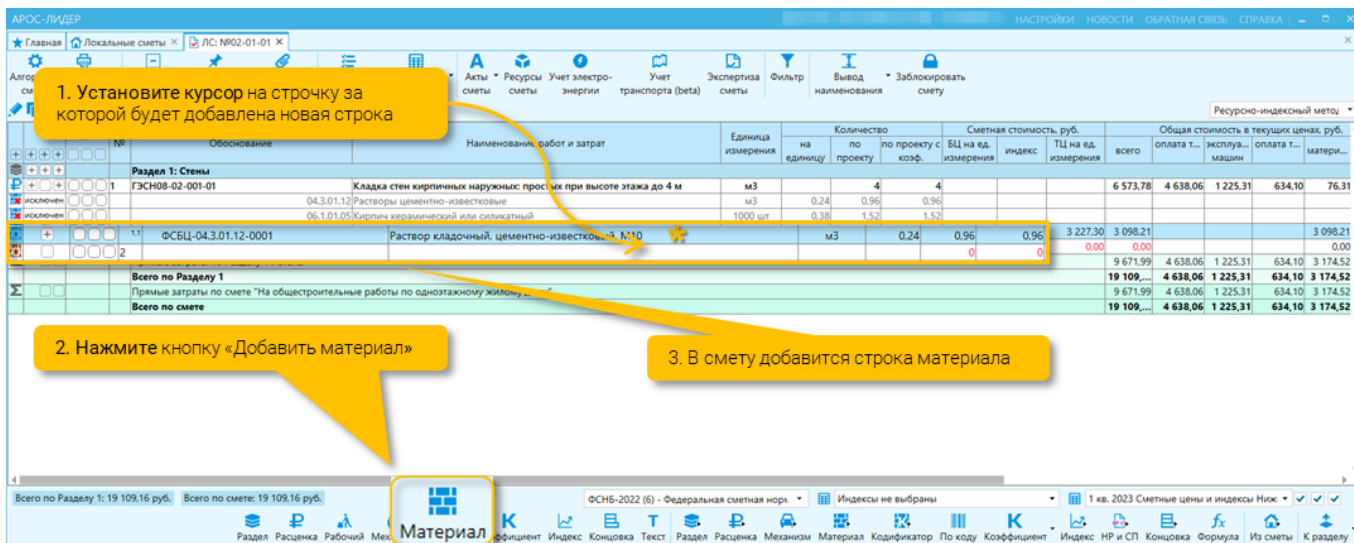 АРОС-ЛИДЕР НАСТРОЙКИ НОВОСТИ ОБРАТНАЯ СВЯЗЬ СПРАВКА
Главная Локальные сметы × ЛС: №02-01-01 ×
Акты сметы Ресурсы сметы Учет электро-энергии Учет транспорта (beta) Экспертиза сметы Фильтр Вывод наименования Заблокировать смету
1. Установите курсор на строчку за
которой будет добавлена новая строка
Ресурсно-индексный метод
№ Обоснование Наименование работ и затрат Единица измерения Количество Сметная стоимость, руб. Общая стоимость в текущих ценах, руб.
на единицу по проекту по проекту с коэф. БЦ на ед. измерения индекс ТЦ на ед. измерения всего оплата т... эксплуа... машин оплата т... матери...
Раздел 1: Стены
1 ГЭСН08-02-001-01 Кладка стен кирпичных наружных: простых при высоте этажа до 4 м м3 4 4 6 573,78 4 638,06 1 225,31 634,10 76,31
исключен 04.3.01.12 Растворы цементно-известковые м3 0.24 0.96 0.96
исключен 06.1.01.05 Кирпич керамический или силикатный 1000 шт 0.38 1.52 1.52
1.1 ФСБЦ-04.3.01.12-0001 Раствор кладочный, цементно-известковый, М10 м3 0.24 0.96 0.96 3 227.30 3 098.21 3 098.21
2 0 0 0.00 0.00 0.00
9 671.99 4 638,06 1 225,31 634,10 3 174,52
Всего по Разделу 1 19 109,... 4 638,06 1 225,31 634,10 3 174,52
Прямые затраты по смете "На общестроительные работы по одноэтажному жилому дому" 9 671.99 4 638,06 1 225,31 634,10 3 174,52
Всего по смете 19 109,... 4 638,06 1 225,31 634,10 3 174,52
2. Нажмите кнопку «Добавить материал»
3. В смету добавится строка материала
Всего по Разделу 1: 19 109.16 руб. Всего по смете: 19 109.16 руб. ФСНБ-2022 (6) - Федеральная сметная норм Индексы не выбраны 1 кв. 2023 Сметные цены и индексы Ниж
Раздел Расценка Рабочий Материал Индекс Концовка Текст Раздел Расценка Механизм Материал Кодификатор По коду Коэффициент Индекс НР и СП Концовка Формула Из сметы К разделу